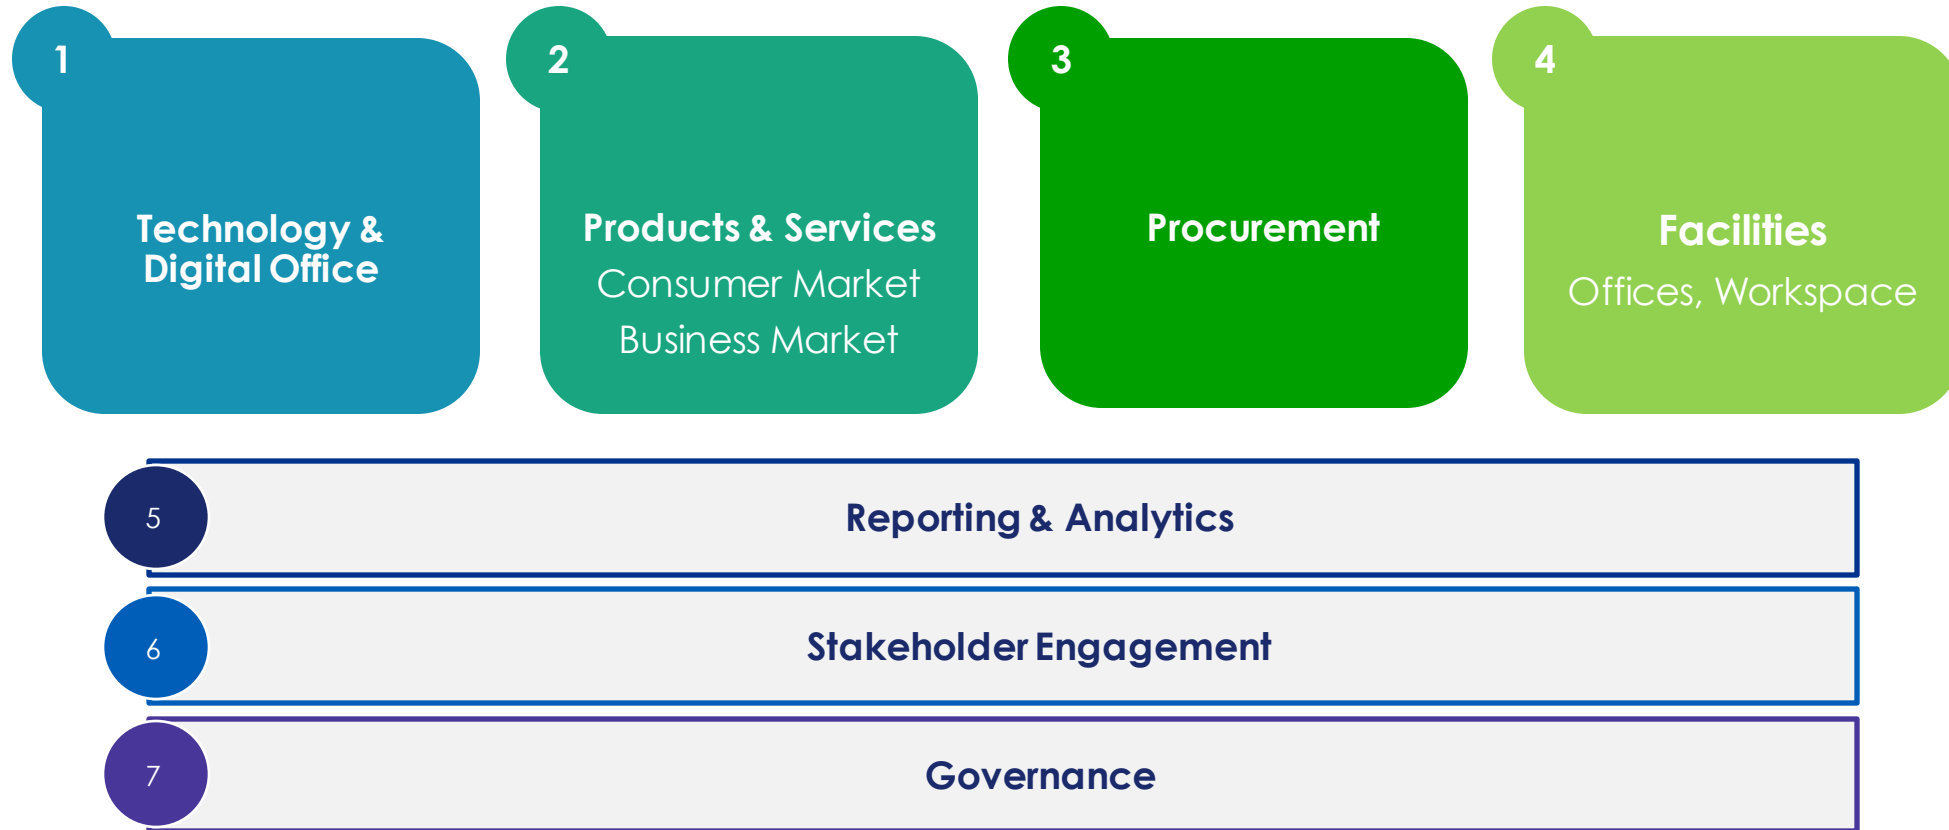 1
Technology &
Digital Office
2
Products & Services
Consumer Market
Business Market
3
Procurement
4
Facilities
Offices, Workspace
5
Reporting & Analytics
6
Stakeholder Engagement
7
Governance